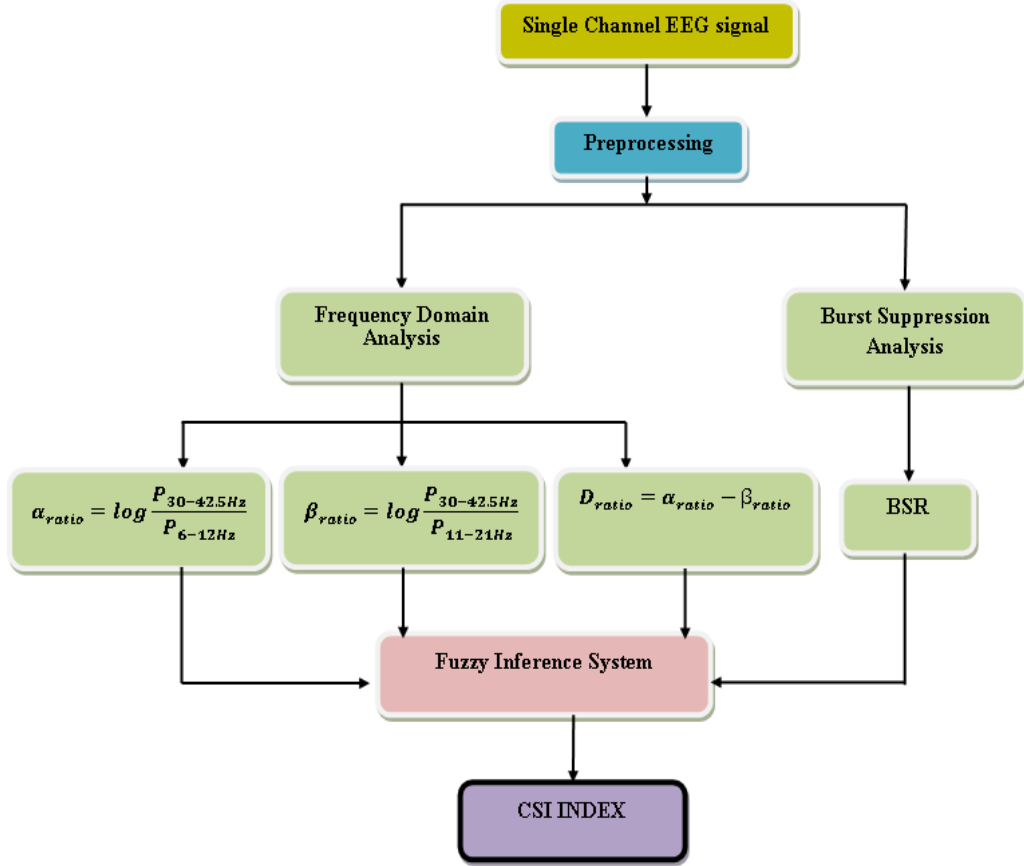 Single Channel EEG signal
Preprocessing
Frequency Domain
Analysis
Burst Suppression
Analysis
α_ratio = log P_30−42.5Hz / P_6−12Hz
β_ratio = log P_30−42.5Hz / P_11−21Hz
D_ratio = α_ratio − β_ratio
BSR
Fuzzy Inference System
CSI INDEX